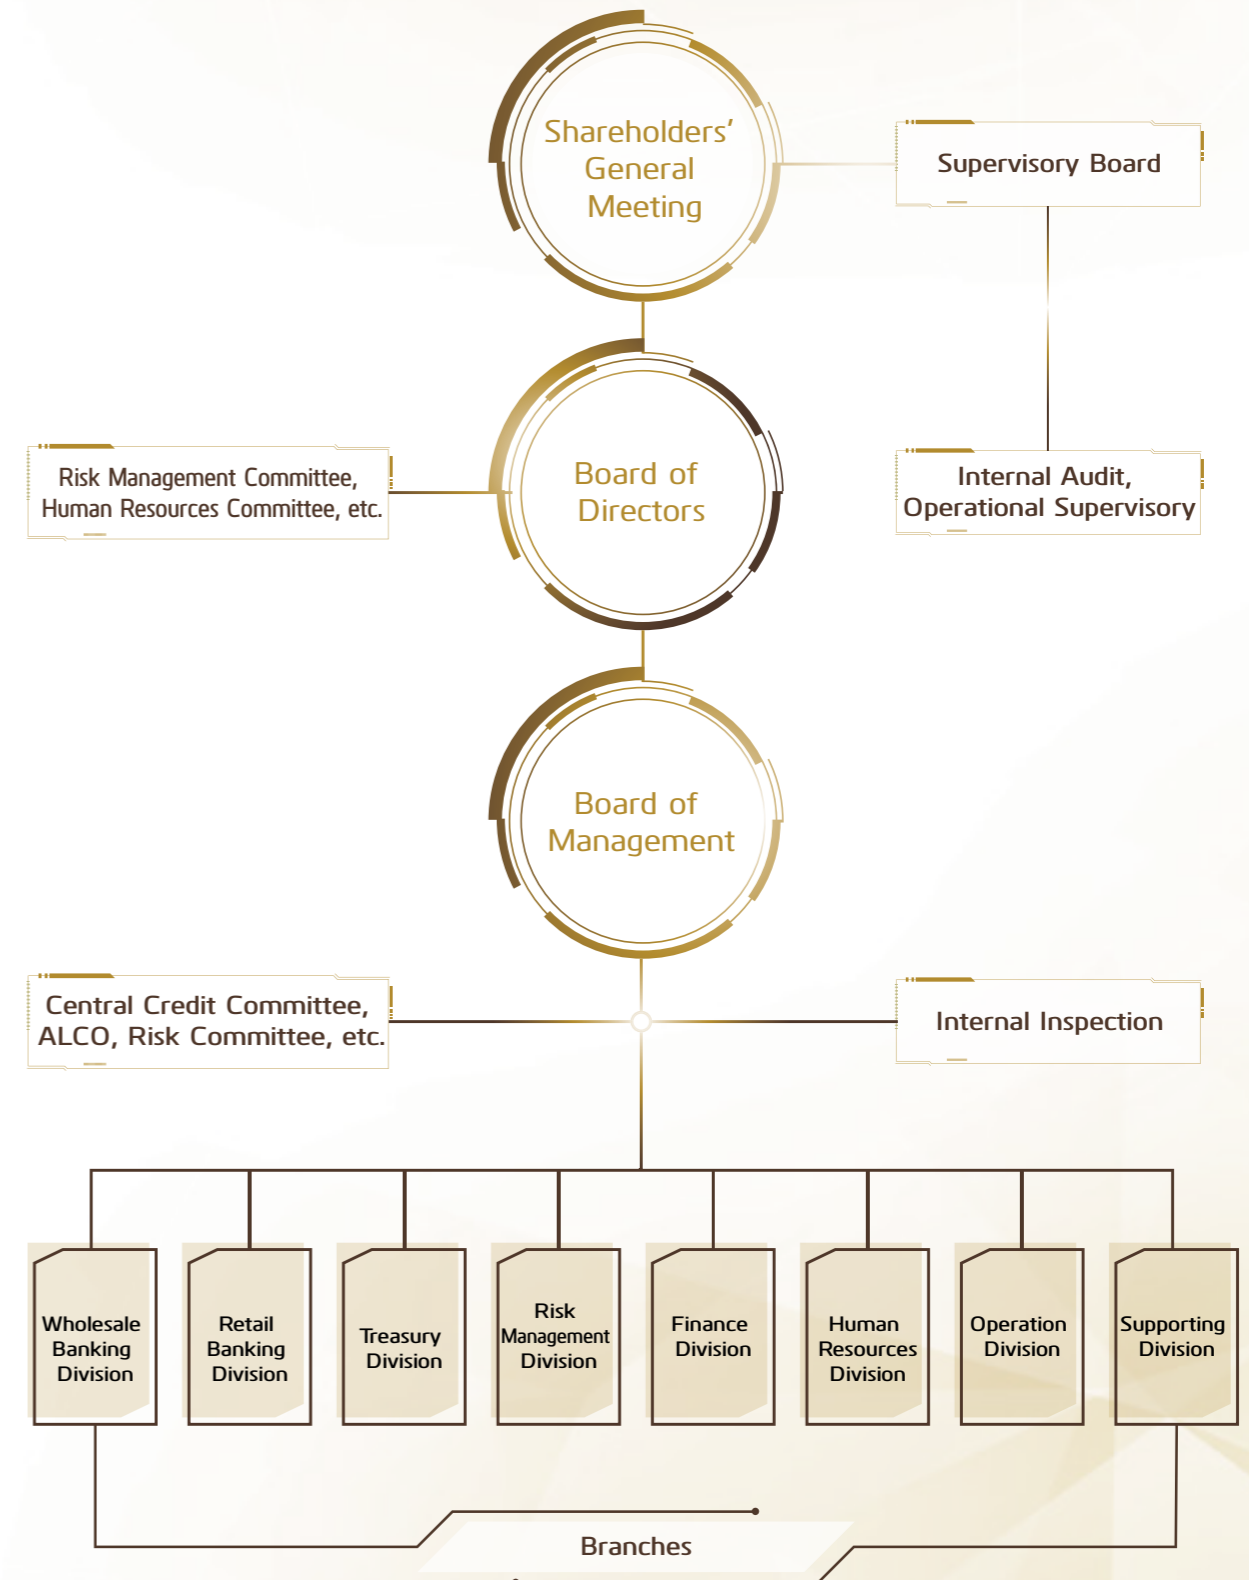 Shareholders'
General
Meeting
Supervisory Board
Risk Management Committee,
Human Resources Committee, etc.
Board of
Directors
Internal Audit,
Operational Supervisory
Board of
Management
Central Credit Committee,
ALCO, Risk Committee, etc.
Internal Inspection
Wholesale
Banking
Division
Retail
Banking
Division
Treasury
Division
Risk
Management
Division
Finance
Division
Human
Resources
Division
Operation
Division
Supporting
Division
Branches